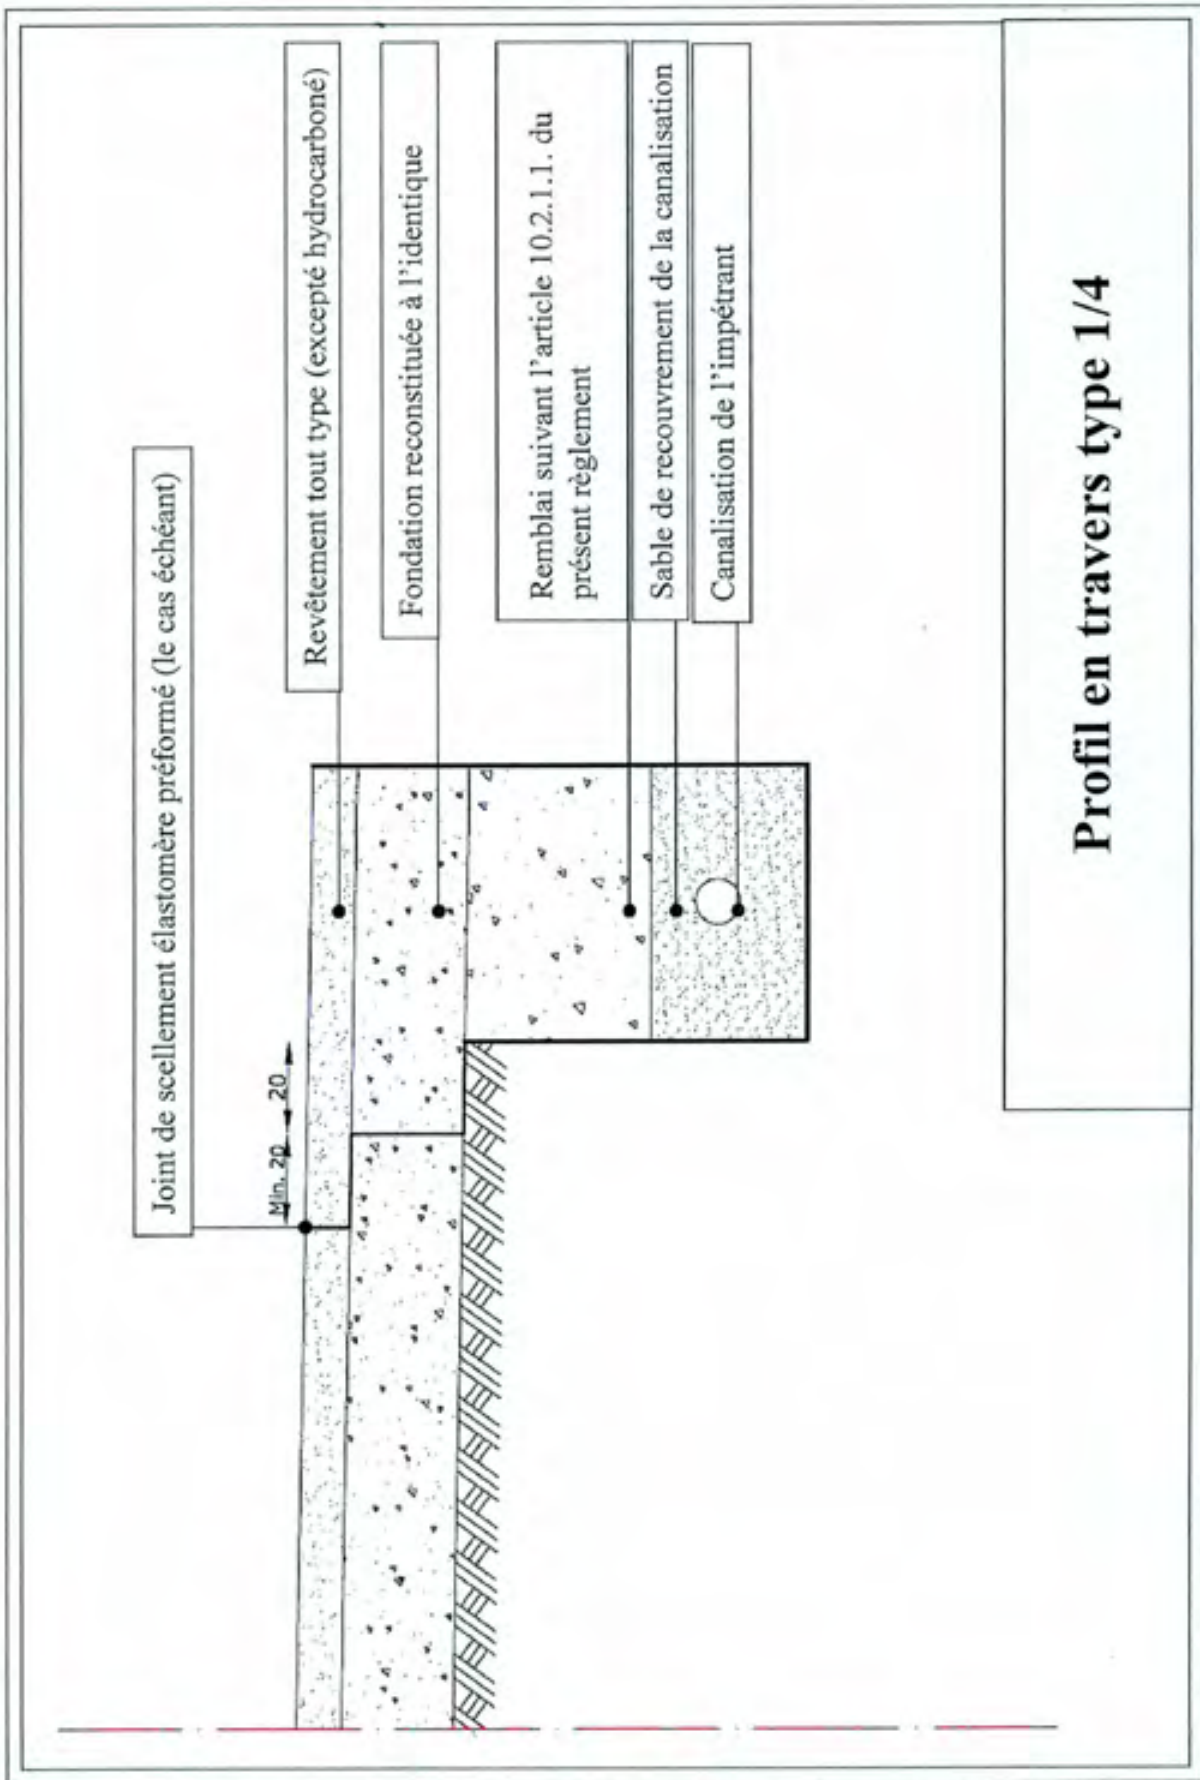 Joint de scellement élastomère préformé (le cas échéant)
Min. 20
20
Revêtement tout type (excepté hydrocarboné)
Fondation reconstituée à l'identique
Remblai suivant l'article 10.2.1.1. du
présent règlement
Sable de recouvrement de la canalisation
Canalisation de l'impétrant
Profil en travers type 1/4